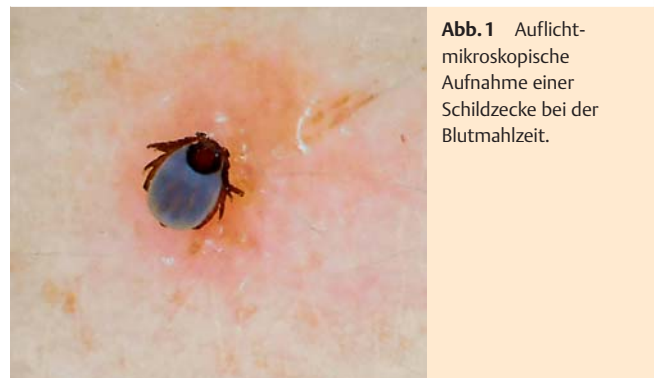 Abb. 1 Auflicht-
mikroskopische
Aufnahme einer
Schildzecke bei der
Blutmahlzeit.